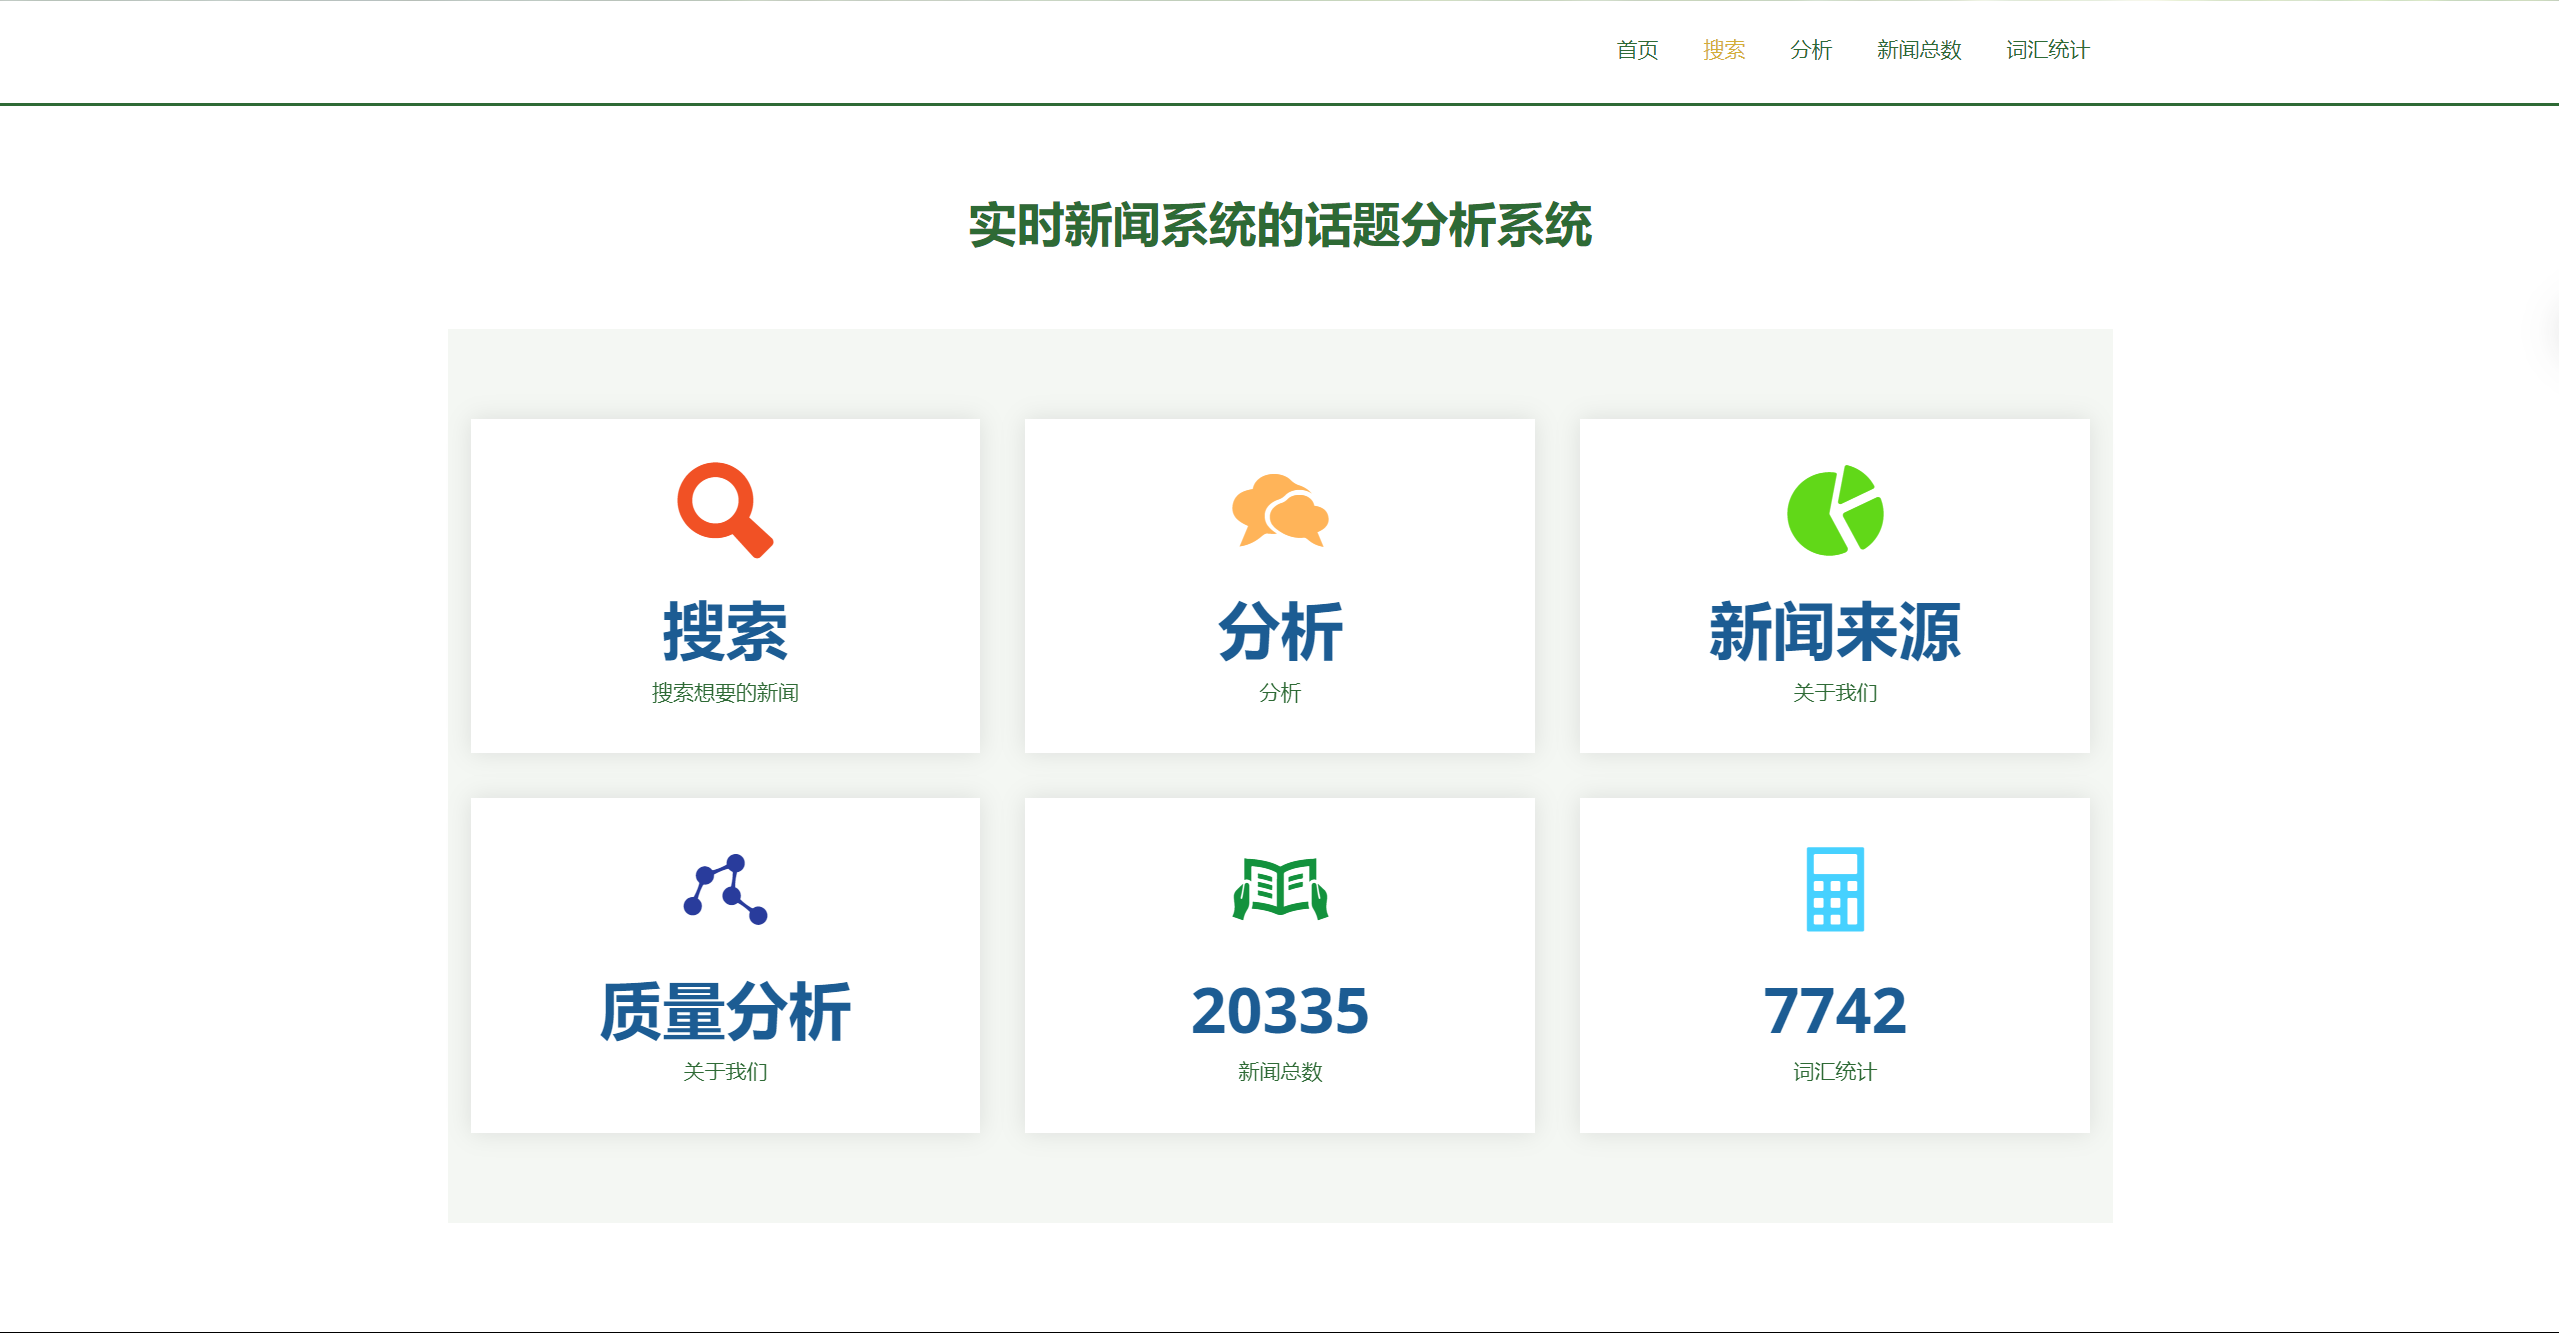 首页 搜索 分析 新闻总数 词汇统计
实时新闻系统的话题分析系统
搜索
搜索想要的新闻
分析
分析
新闻来源
关于我们
质量分析
关于我们
20335
新闻总数
7742
词汇统计